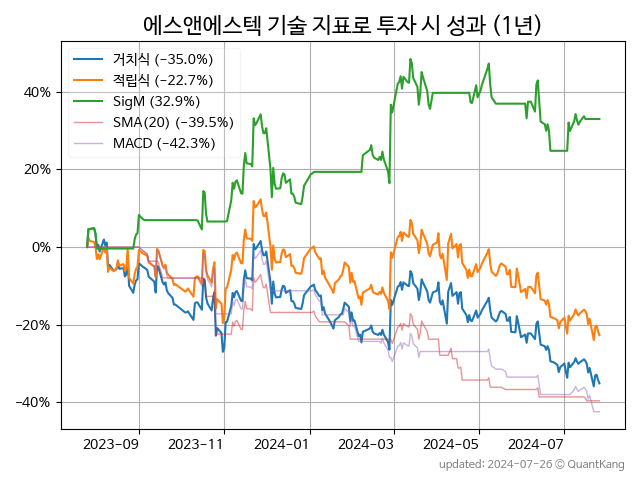 에스앤에스텍 기술 지표로 투자 시 성과 (1년)
거치식 (−35.0%)
적립식 (−22.7%)
SigM (32.9%)
SMA(20) (−39.5%)
MACD (−42.3%)
40%
20%
0%
−20%
−40%
2023−09 2023−11 2024−01 2024−03 2024−05 2024−07
updated: 2024-07-26 © QuantKang